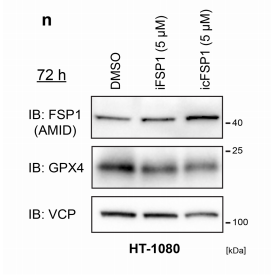 n
72 h
DMSO
iFSP1 (5 μM)
icFSP1 (5 μM)
IB: FSP1
(AMID)
40
25
IB: GPX4
IB: VCP
100
HT-1080
[kDa]